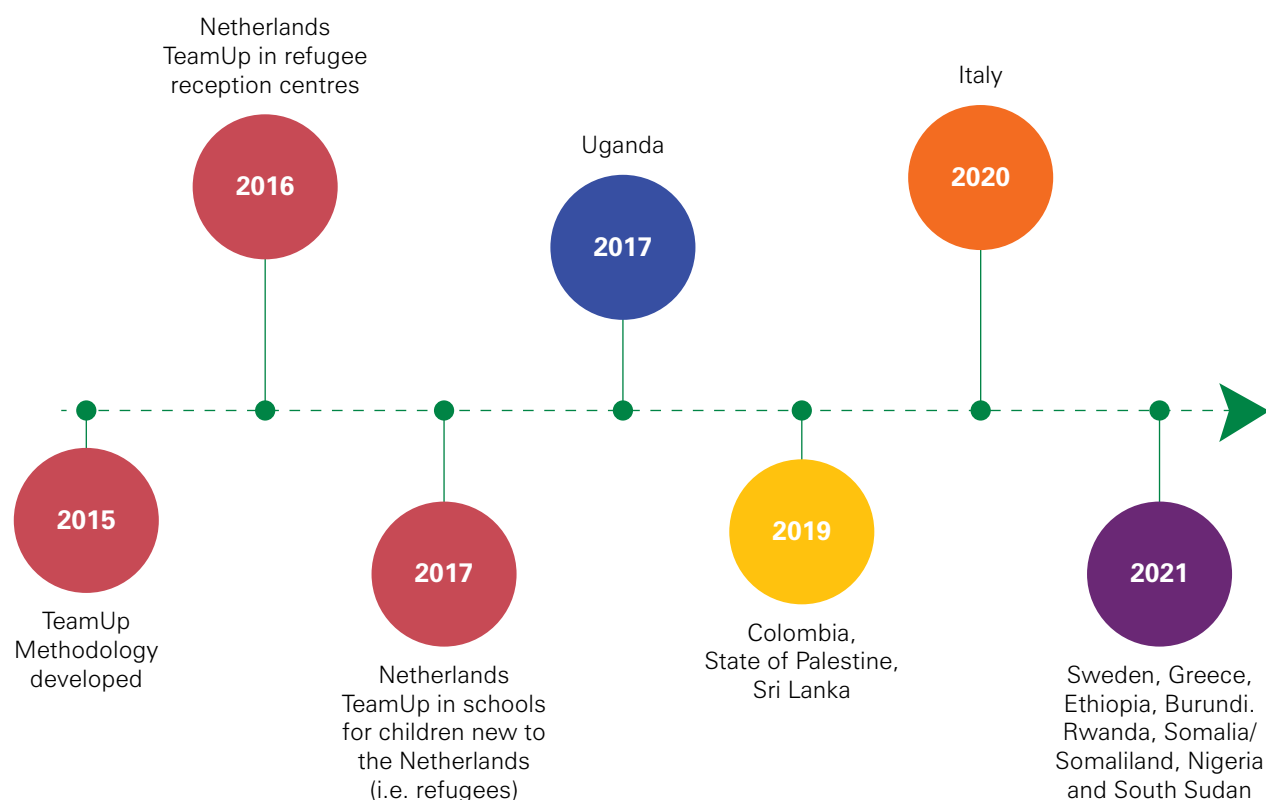 2015
TeamUp
Methodology
developed
Netherlands
TeamUp in refugee
reception centres
2016
2017
Netherlands
TeamUp in schools
for children new to
the Netherlands
(i.e. refugees)
Uganda
2017
2019
Colombia,
State of Palestine,
Sri Lanka
Italy
2020
2021
Sweden, Greece,
Ethiopia, Burundi.
Rwanda, Somalia/
Somaliland, Nigeria
and South Sudan